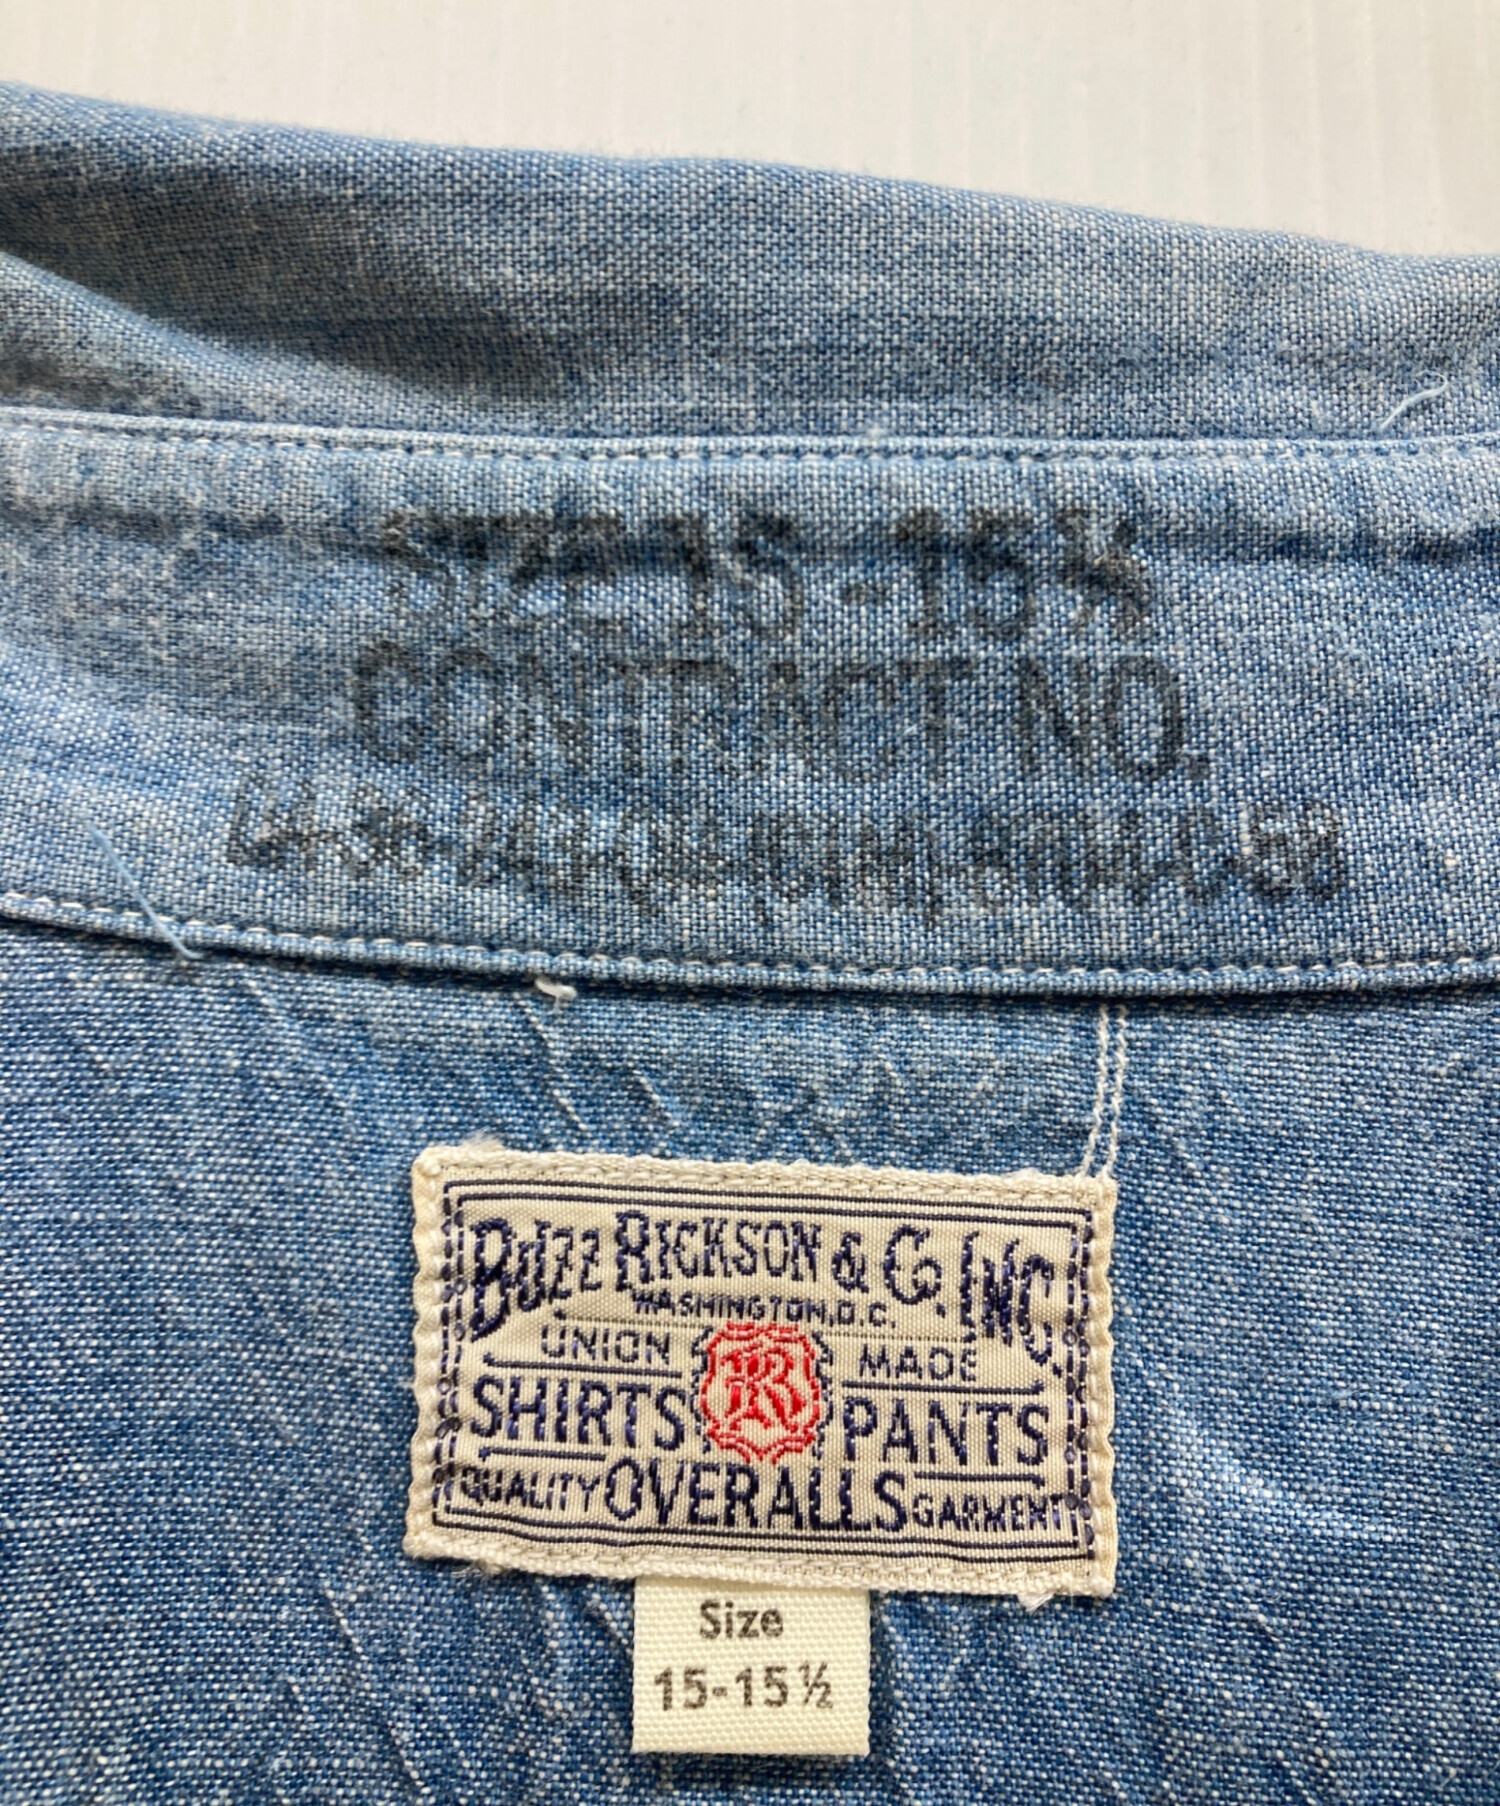 SIZE 15-15½
CONTRACT NO.
BUZZ RICKSON & CO. INC.
WASHINGTON, D.C.
UNION MADE
SHIRTS R PANTS
QUALITY OVERALLS GARMENT
Size
15-15½